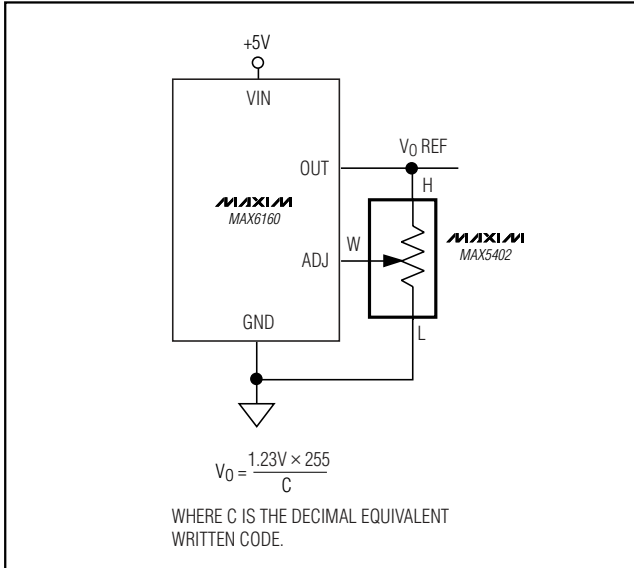 +5V
VIN
V0 REF
OUT
H
MAXIM
MAX6160
W
MAXIM
MAX5402
ADJ
GND
L
V0 = 1.23V × 255
C
WHERE C IS THE DECIMAL EQUIVALENT
WRITTEN CODE.